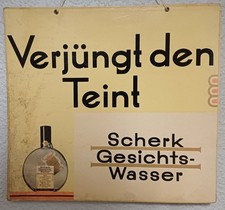 Verjüngt den
Teint
Scherk
Gesichts-
Wasser